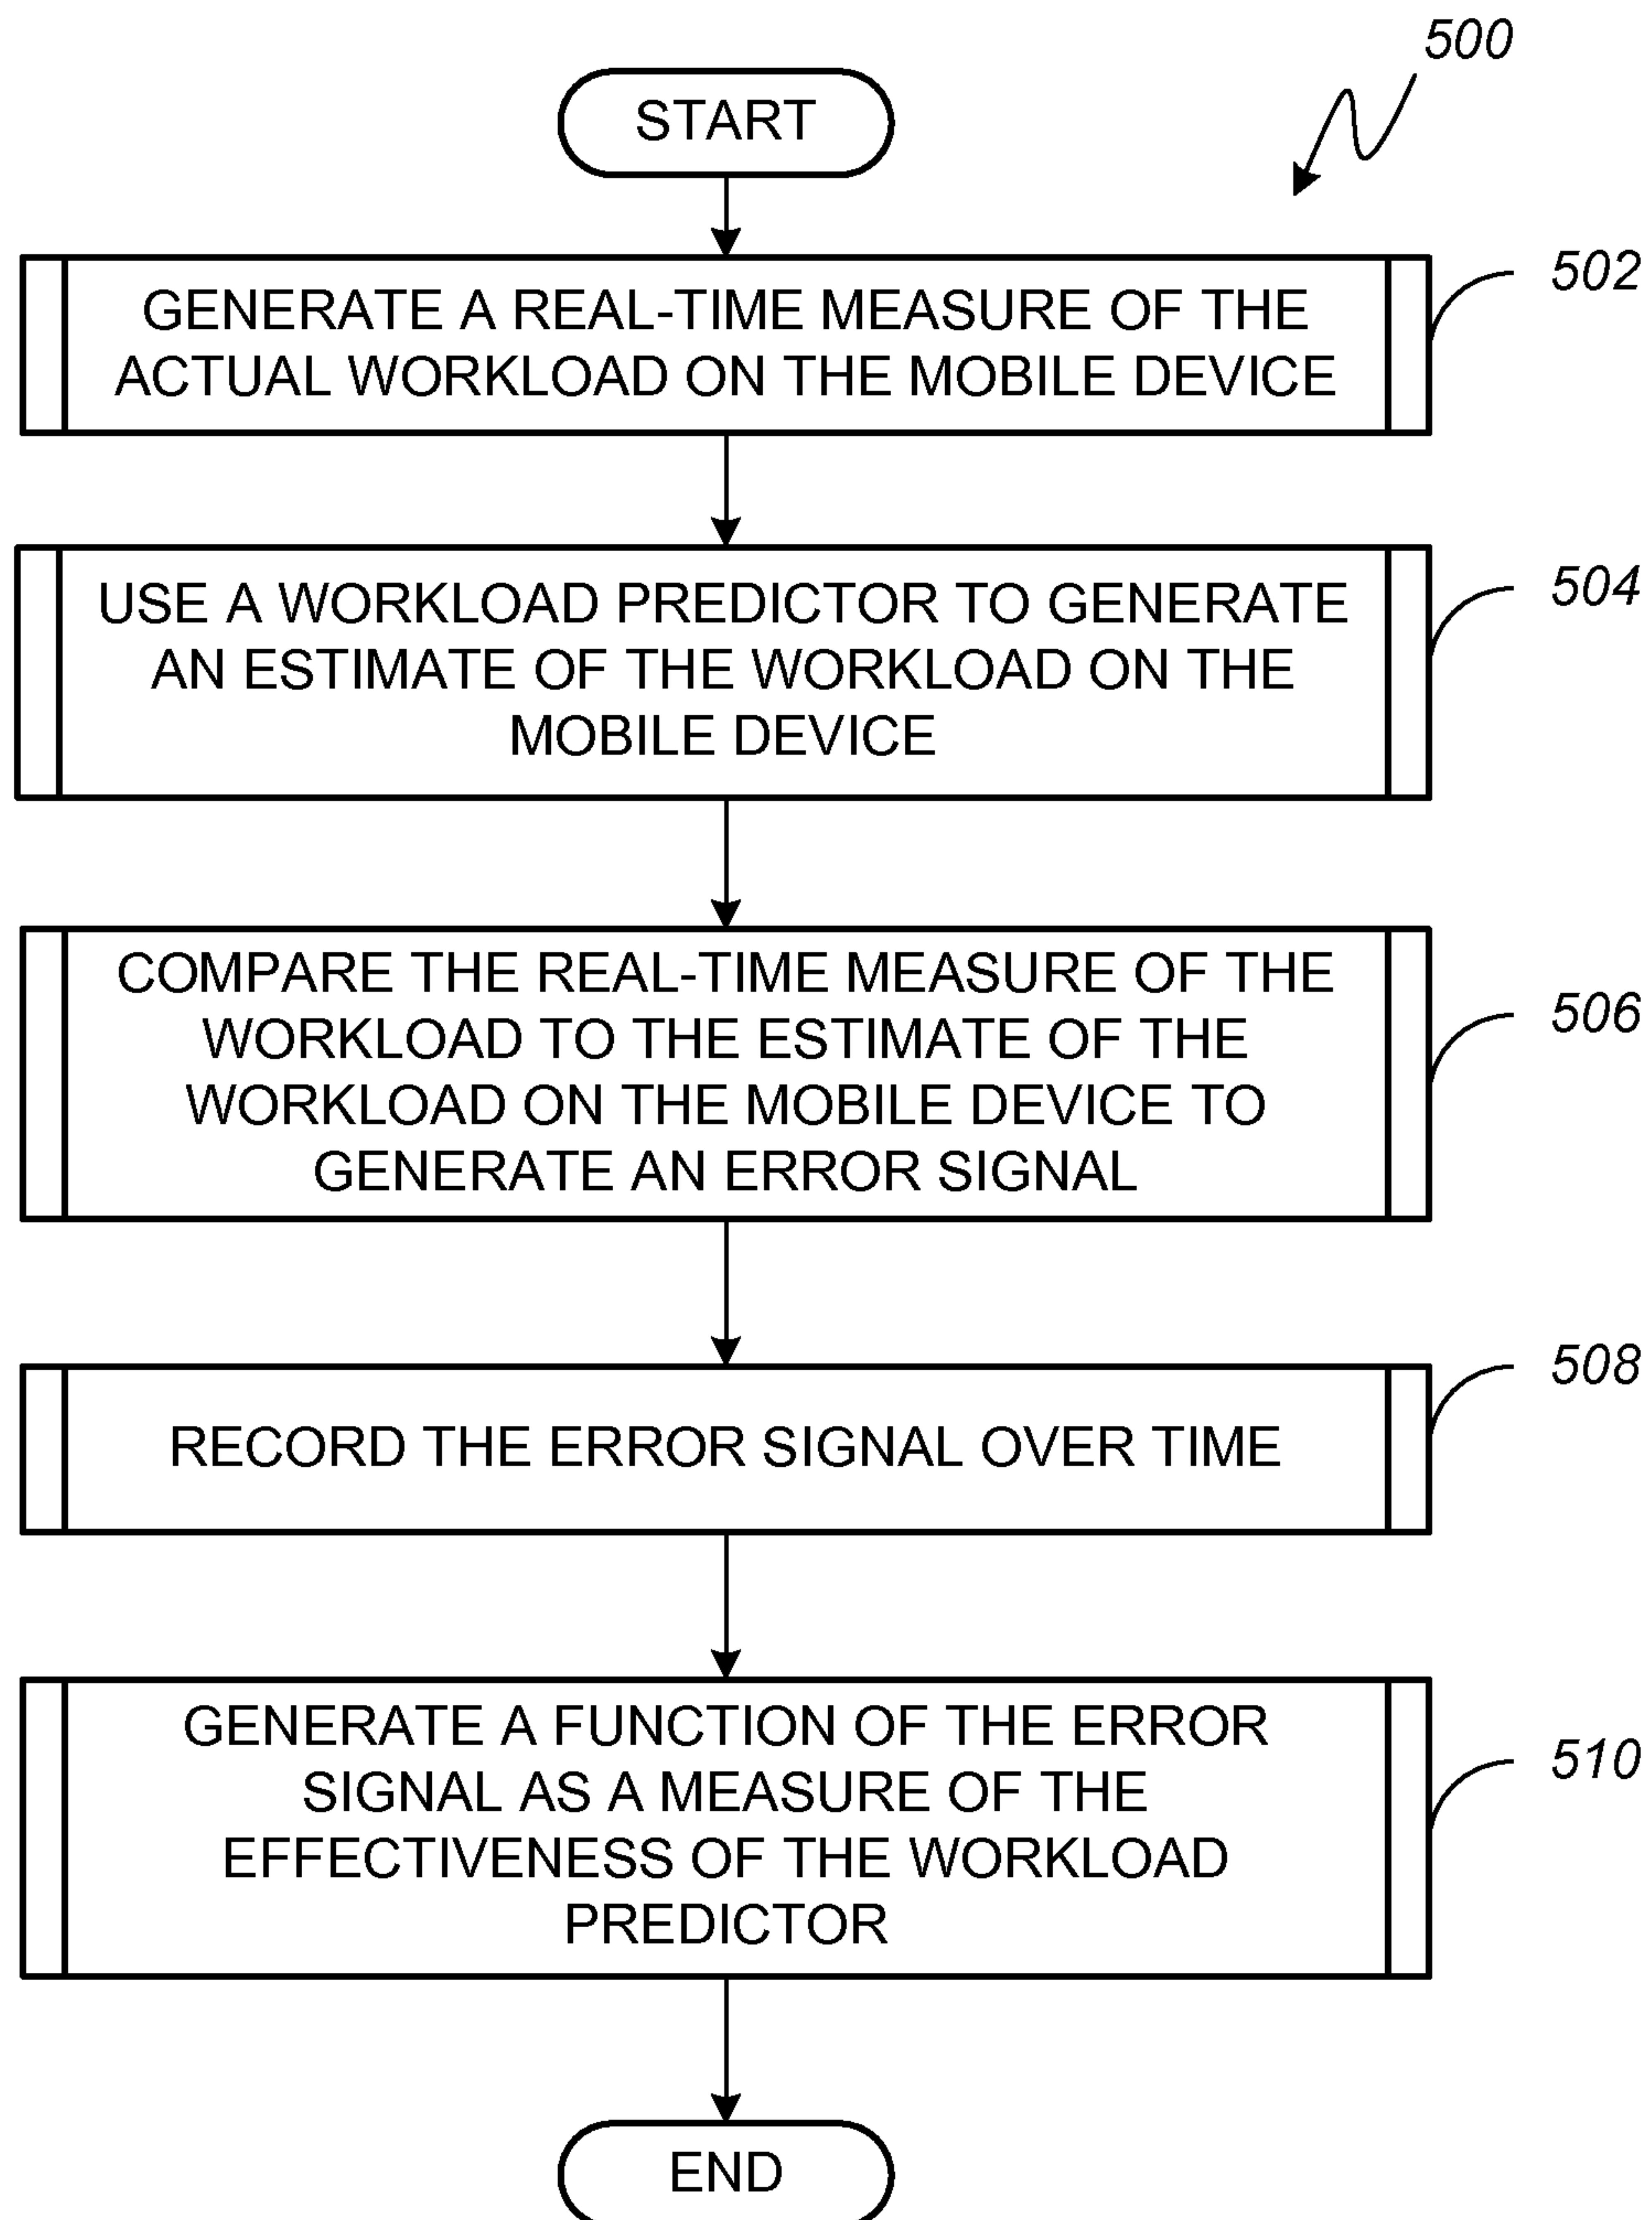 500
START
502
GENERATE A REAL-TIME MEASURE OF THE
ACTUAL WORKLOAD ON THE MOBILE DEVICE
504
USE A WORKLOAD PREDICTOR TO GENERATE
AN ESTIMATE OF THE WORKLOAD ON THE
MOBILE DEVICE
506
COMPARE THE REAL-TIME MEASURE OF THE
WORKLOAD TO THE ESTIMATE OF THE
WORKLOAD ON THE MOBILE DEVICE TO
GENERATE AN ERROR SIGNAL
508
RECORD THE ERROR SIGNAL OVER TIME
510
GENERATE A FUNCTION OF THE ERROR
SIGNAL AS A MEASURE OF THE
EFFECTIVENESS OF THE WORKLOAD
PREDICTOR
END